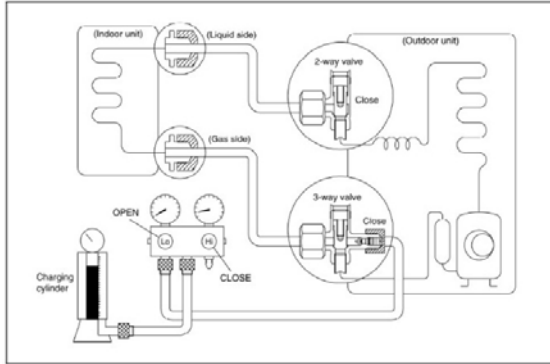 (Indoor unit)
(Liquid side)
(Outdoor unit)
2-way valve
Close
(Gas side)
3-way valve
Close
OPEN
Lo
Hi
CLOSE
Charging
cylinder